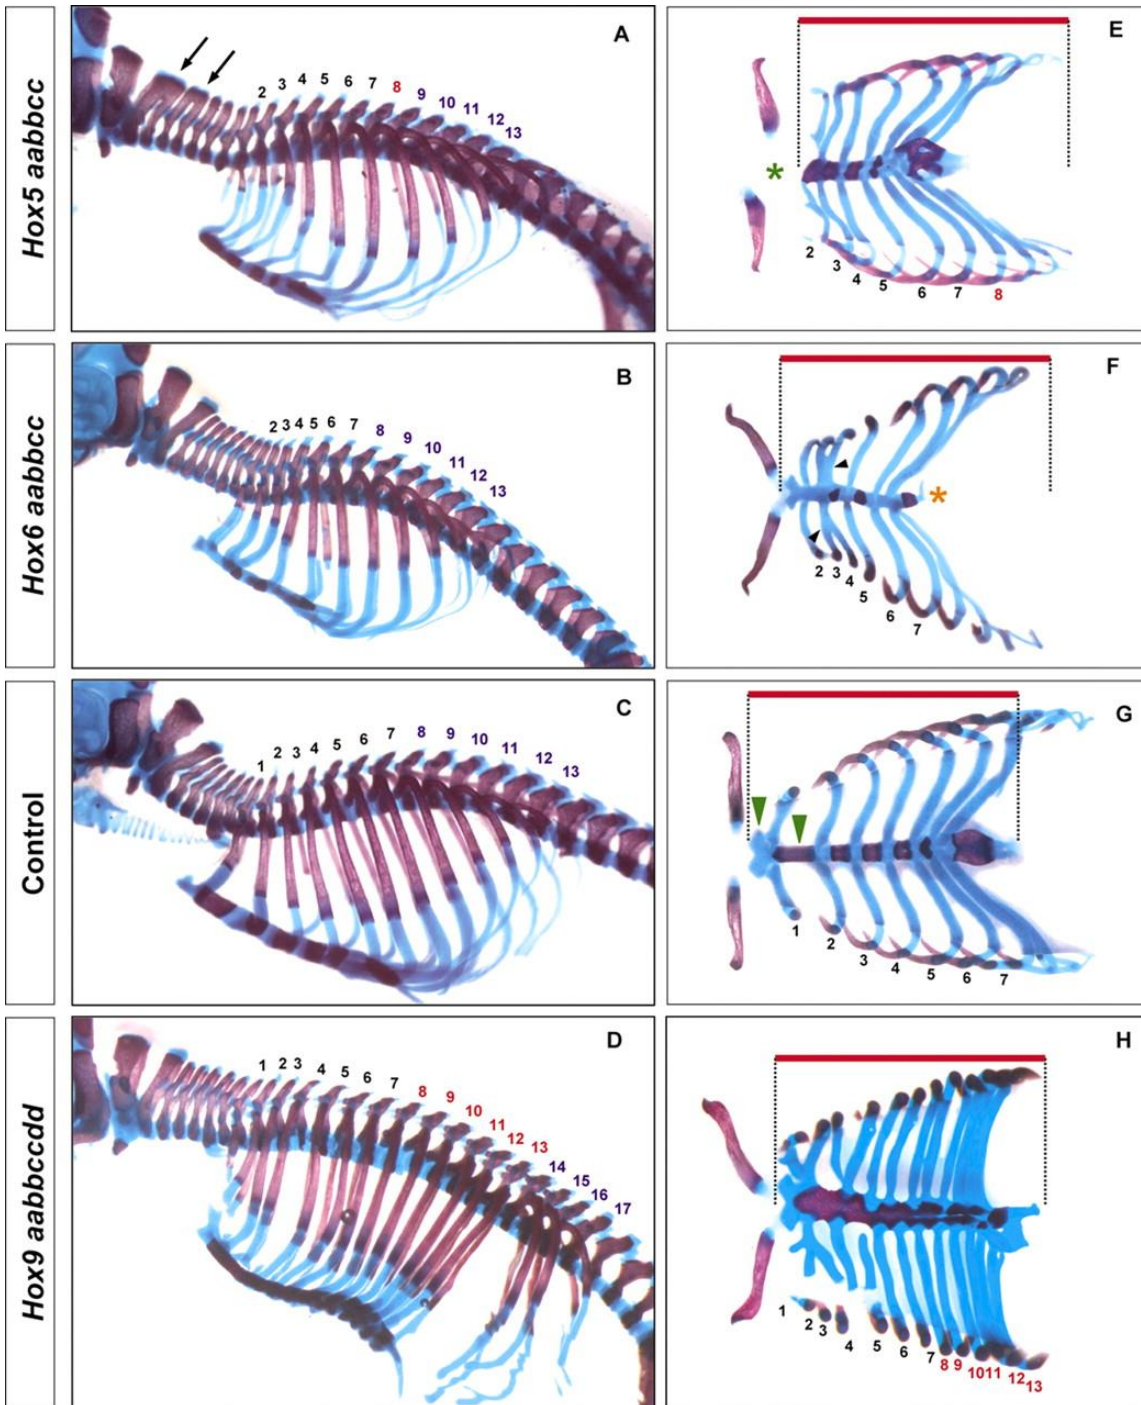 Hox5 aabbcc
A
2 3 4 5 6 7 8 9 10 11 12 13
E
*
2 3 4 5 6 7 8
Hox6 aabbcc
B
2 3 4 5 6 7 8 9 10 11 12 13
F
*
2 3 4 5 6 7
Control
C
1 2 3 4 5 6 7 8 9 10 11 12 13
G
1 2 3 4 5 6 7
Hox9 aabbccdd
D
1 2 3 4 5 6 7 8 9 10 11 12 13 14 15 16 17
H
1 2 3 4 5 6 7 8 9 10 11 12 13